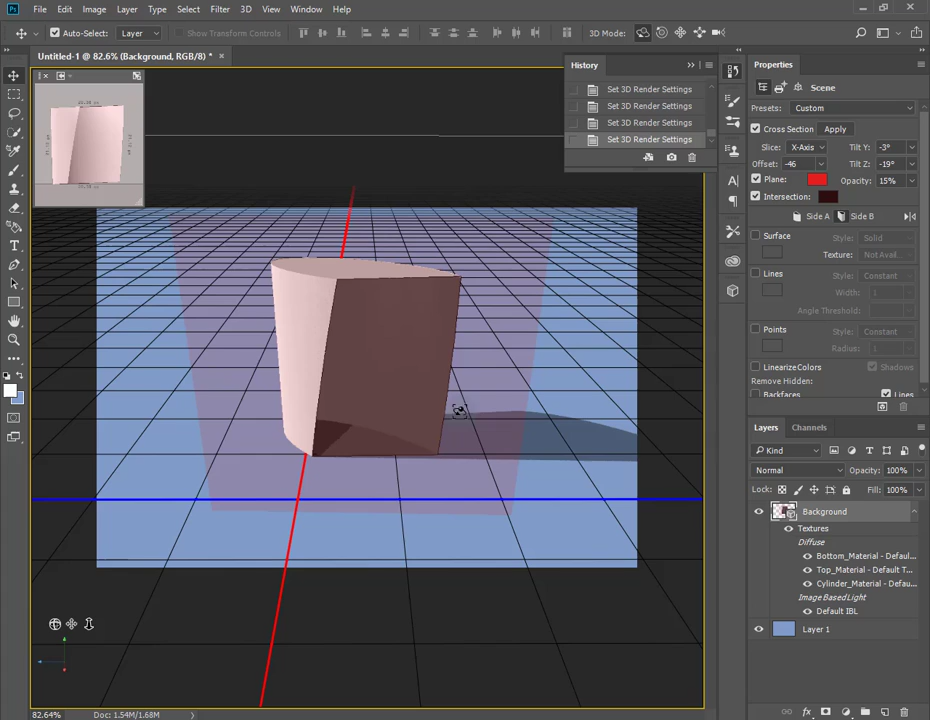 Ps File Edit Image Layer Type Select Filter 3D View Window Help
Auto-Select: Layer Show Transform Controls 3D Mode:
Untitled-1 @ 82.6% (Background, RGB/8) *
History
Set 3D Render Settings
Set 3D Render Settings
Set 3D Render Settings
Set 3D Render Settings
Properties
Scene
Presets: Custom
Cross Section Apply
Slice: X-Axis Tilt Y: -3°
Offset: -46 Tilt Z: -19°
Plane: Opacity: 15%
Intersection:
Side A Side B
Surface Style: Solid
Texture: Not Avail...
Lines Style: Constant
Width: 1
Angle Threshold:
Points Style: Constant
Radius: 1
Linearize Colors Shadows
Remove Hidden:
Backfaces Lines
Layers Channels
Kind
Normal Opacity: 100%
Lock: Fill: 100%
Background
Textures
Diffuse
Bottom_Material - Defaul...
Top_Material - Default T...
Cylinder_Material - Defau...
Image Based Light
Default IBL
Layer 1
82.64% Doc: 1.54M/1.68M